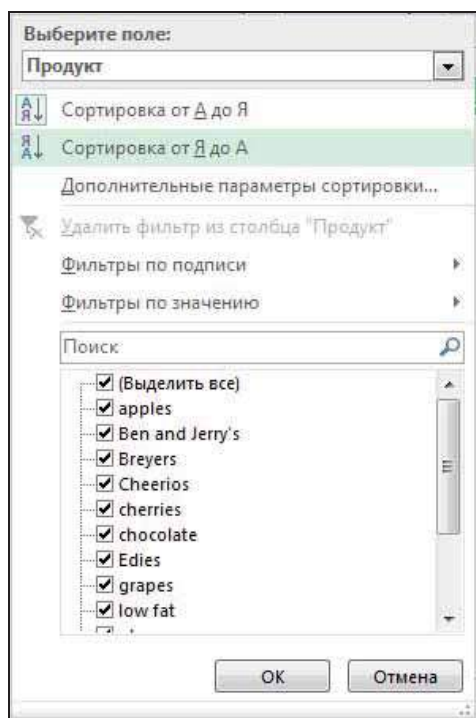 Выберите поле:
Продукт
Сортировка от А до Я
Сортировка от Я до А
Дополнительные параметры сортировки...
Удалить фильтр из столбца "Продукт"
Фильтры по подписи
Фильтры по значению
Поиск
(Выделить все)
apples
Ben and Jerry's
Breyers
Cheerios
cherries
chocolate
Edies
grapes
low fat
ОК
Отмена